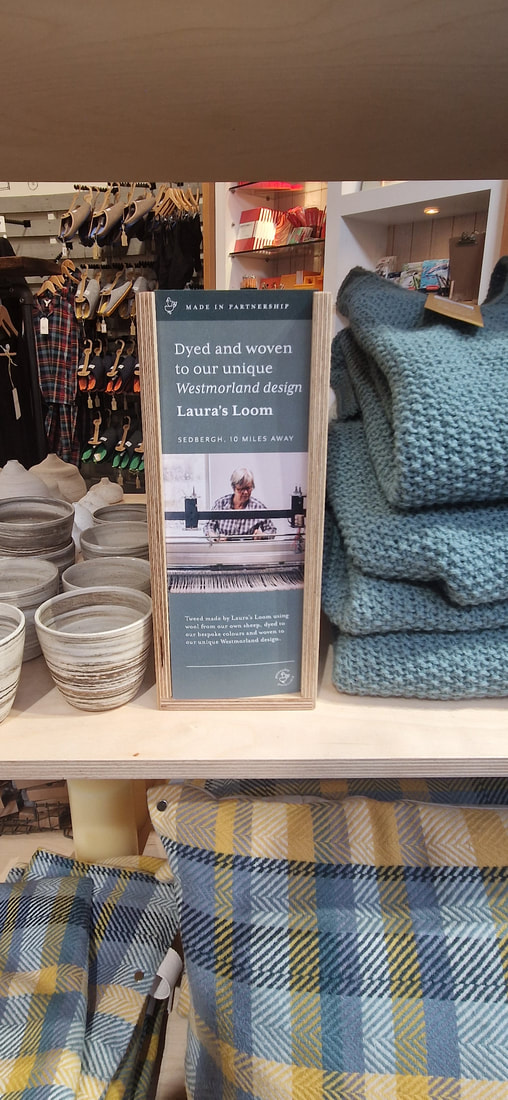 MADE IN PARTNERSHIP
Dyed and woven
to our unique
Westmorland design
Laura's Loom
SEDBERGH, 10 MILES AWAY
Tweed made by Laura's Loom using
wool from our own sheep, dyed to
our bespoke colours and woven to
our unique Westmorland design.